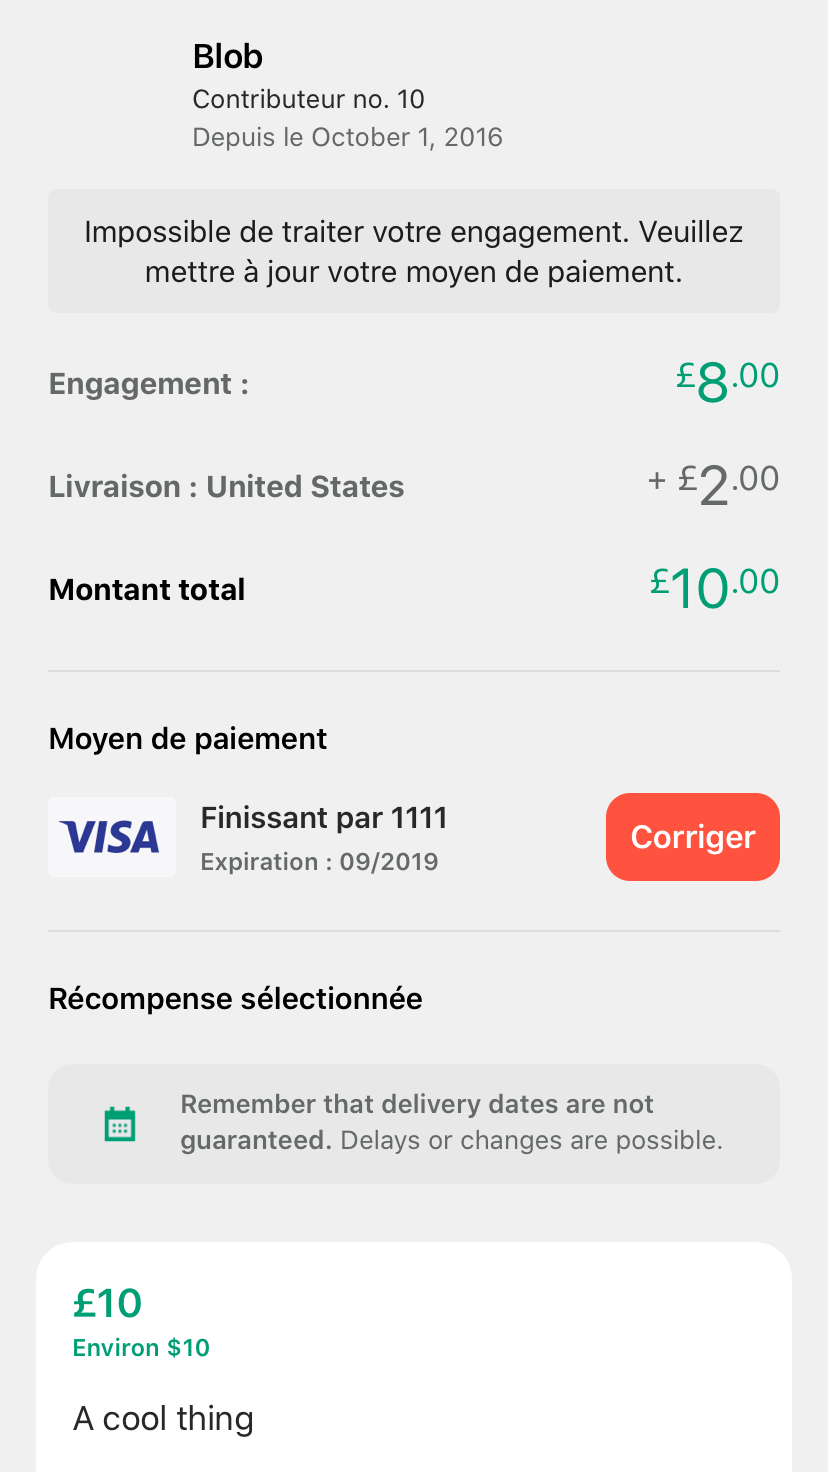 Blob
Contributeur no. 10
Depuis le October 1, 2016
Impossible de traiter votre engagement. Veuillez
mettre à jour votre moyen de paiement.
Engagement : £8.00
Livraison : United States + £2.00
Montant total £10.00
Moyen de paiement
VISA
Finissant par 1111
Expiration : 09/2019
Corriger
Récompense sélectionnée
Remember that delivery dates are not
guaranteed. Delays or changes are possible.
£10
Environ $10
A cool thing